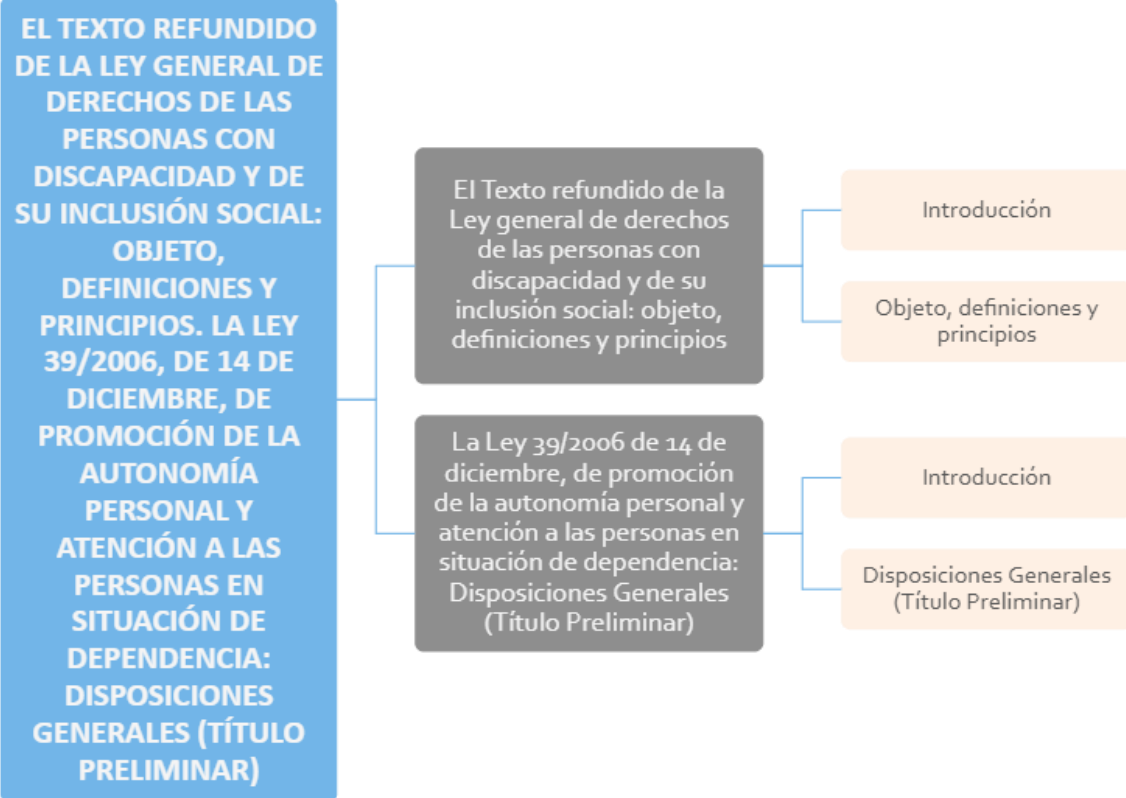 EL TEXTO REFUNDIDO
DE LA LEY GENERAL DE
DERECHOS DE LAS
PERSONAS CON
DISCAPACIDAD Y DE
SU INCLUSIÓN SOCIAL:
OBJETO,
DEFINICIONES Y
PRINCIPIOS. LA LEY
39/2006, DE 14 DE
DICIEMBRE, DE
PROMOCIÓN DE LA
AUTONOMÍA
PERSONAL Y
ATENCIÓN A LAS
PERSONAS EN
SITUACIÓN DE
DEPENDENCIA:
DISPOSICIONES
GENERALES (TÍTULO
PRELIMINAR)
El Texto refundido de la
Ley general de derechos
de las personas con
discapacidad y de su
inclusión social: objeto,
definiciones y principios
Introducción
Objeto, definiciones y
principios
La Ley 39/2006 de 14 de
diciembre, de promoción
de la autonomía personal y
atención a las personas en
situación de dependencia:
Disposiciones Generales
(Título Preliminar)
Introducción
Disposiciones Generales
(Título Preliminar)